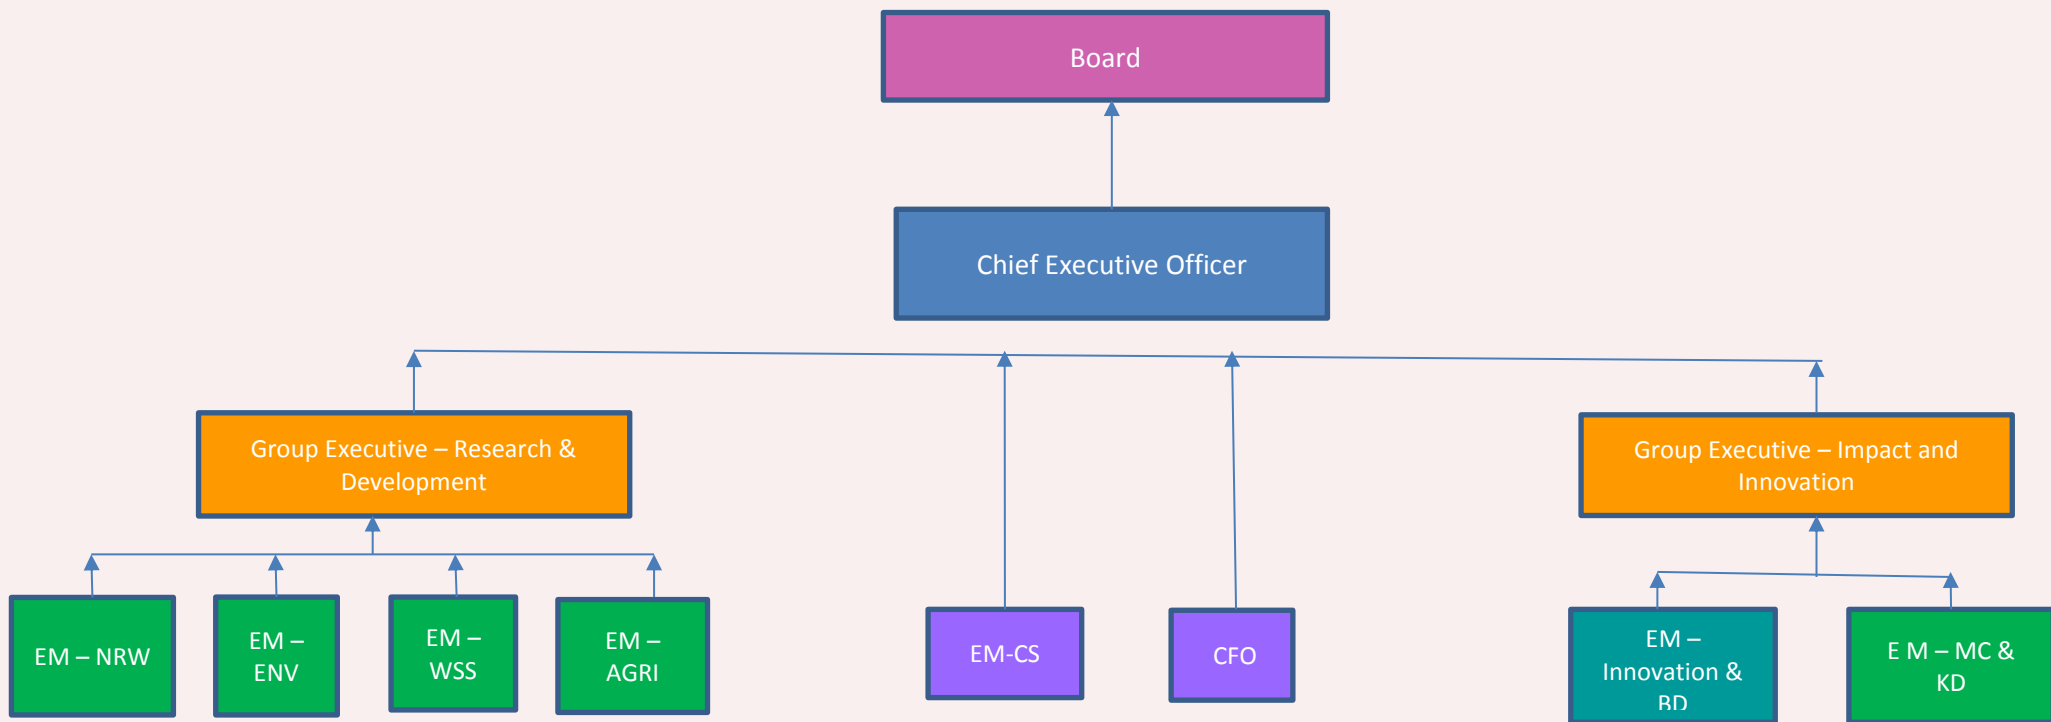 Board
Chief Executive Officer
Group Executive – Research &
Development
Group Executive – Impact and
Innovation
EM – NRW
EM –
ENV
EM –
WSS
EM –
AGRI
EM-CS
CFO
EM –
Innovation &
BD
E M – MC &
KD